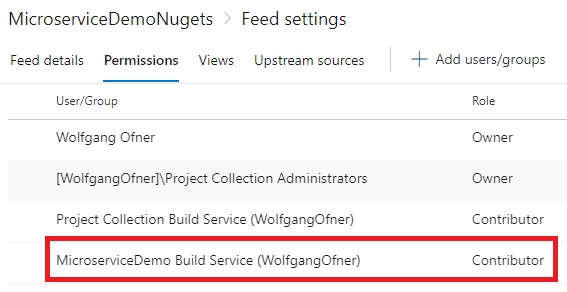 MicroserviceDemoNugets > Feed settings
Feed details Permissions Views Upstream sources + Add users/groups
User/Group Role
Wolfgang Ofner Owner
[WolfgangOfner]\Project Collection Administrators Owner
Project Collection Build Service (WolfgangOfner) Contributor
MicroserviceDemo Build Service (WolfgangOfner) Contributor